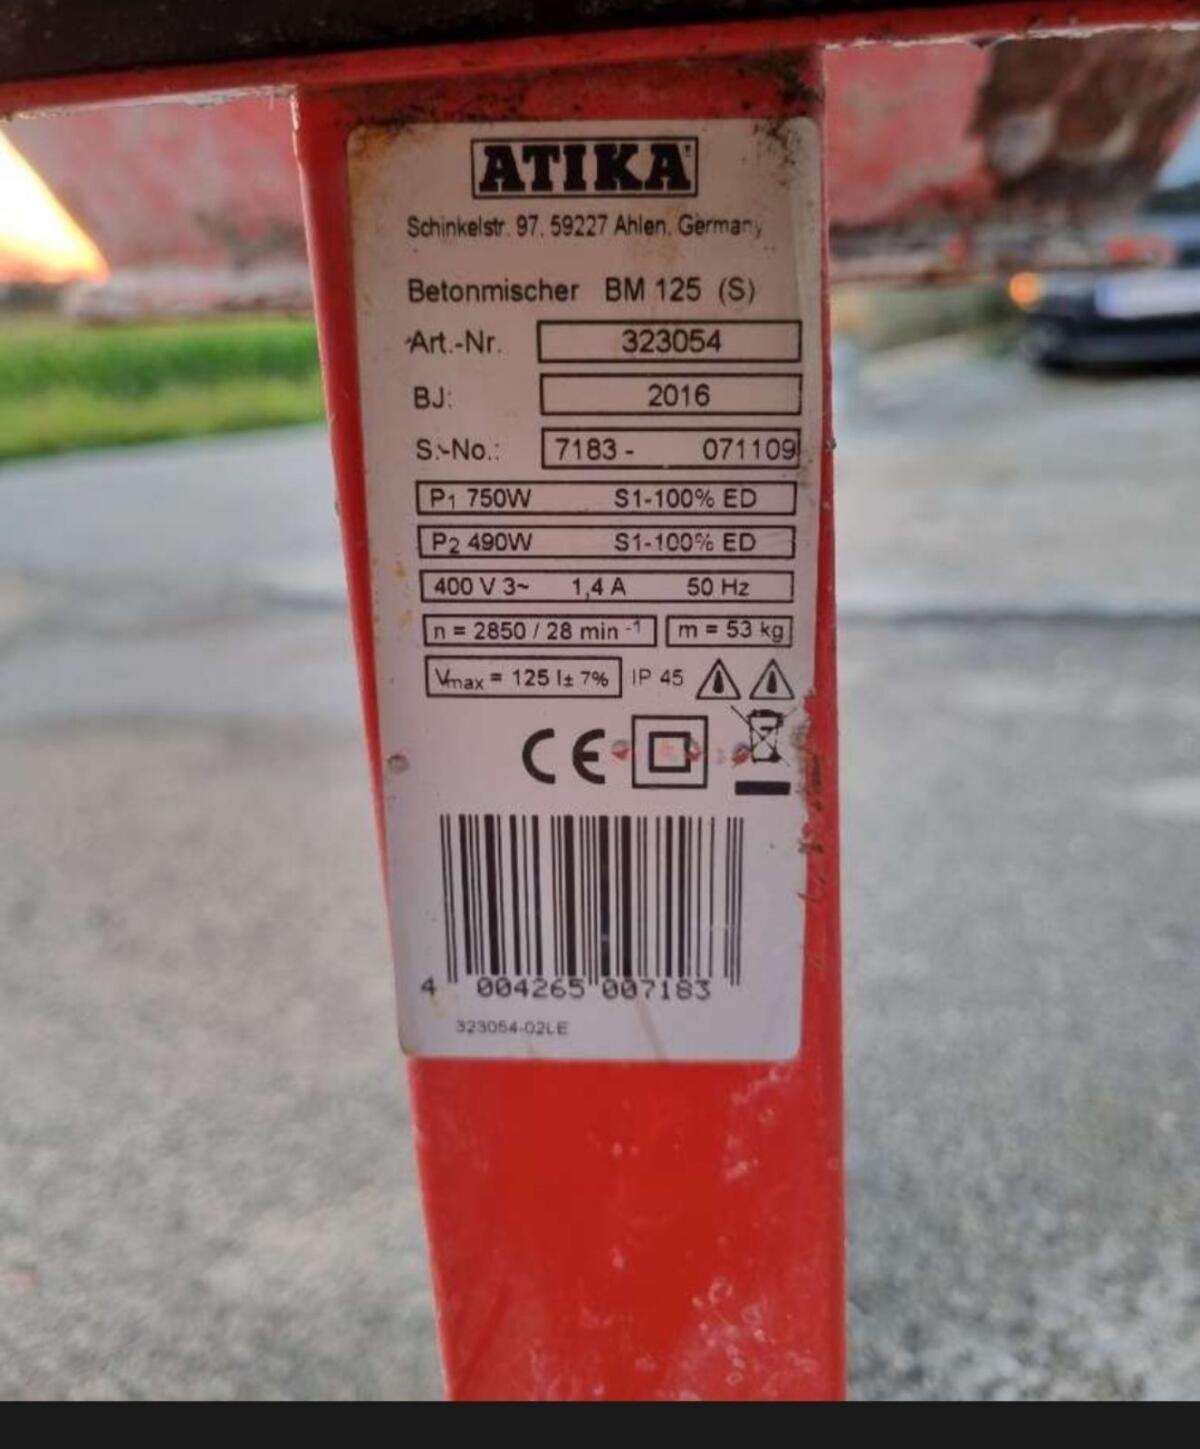 ATIKA
Schinkelstr. 97, 59227 Ahlen, Germany
Betonmischer BM 125 (S)
Art.-Nr. 323054
BJ: 2016
S.-No.: 7183 - 071109
P1 750W S1-100% ED
P2 490W S1-100% ED
400 V 3~ 1,4 A 50 Hz
n = 2850 / 28 min -1 m = 53 kg
Vmax = 125 l± 7% IP 45
CE
4 004265 007183
323054-02LE